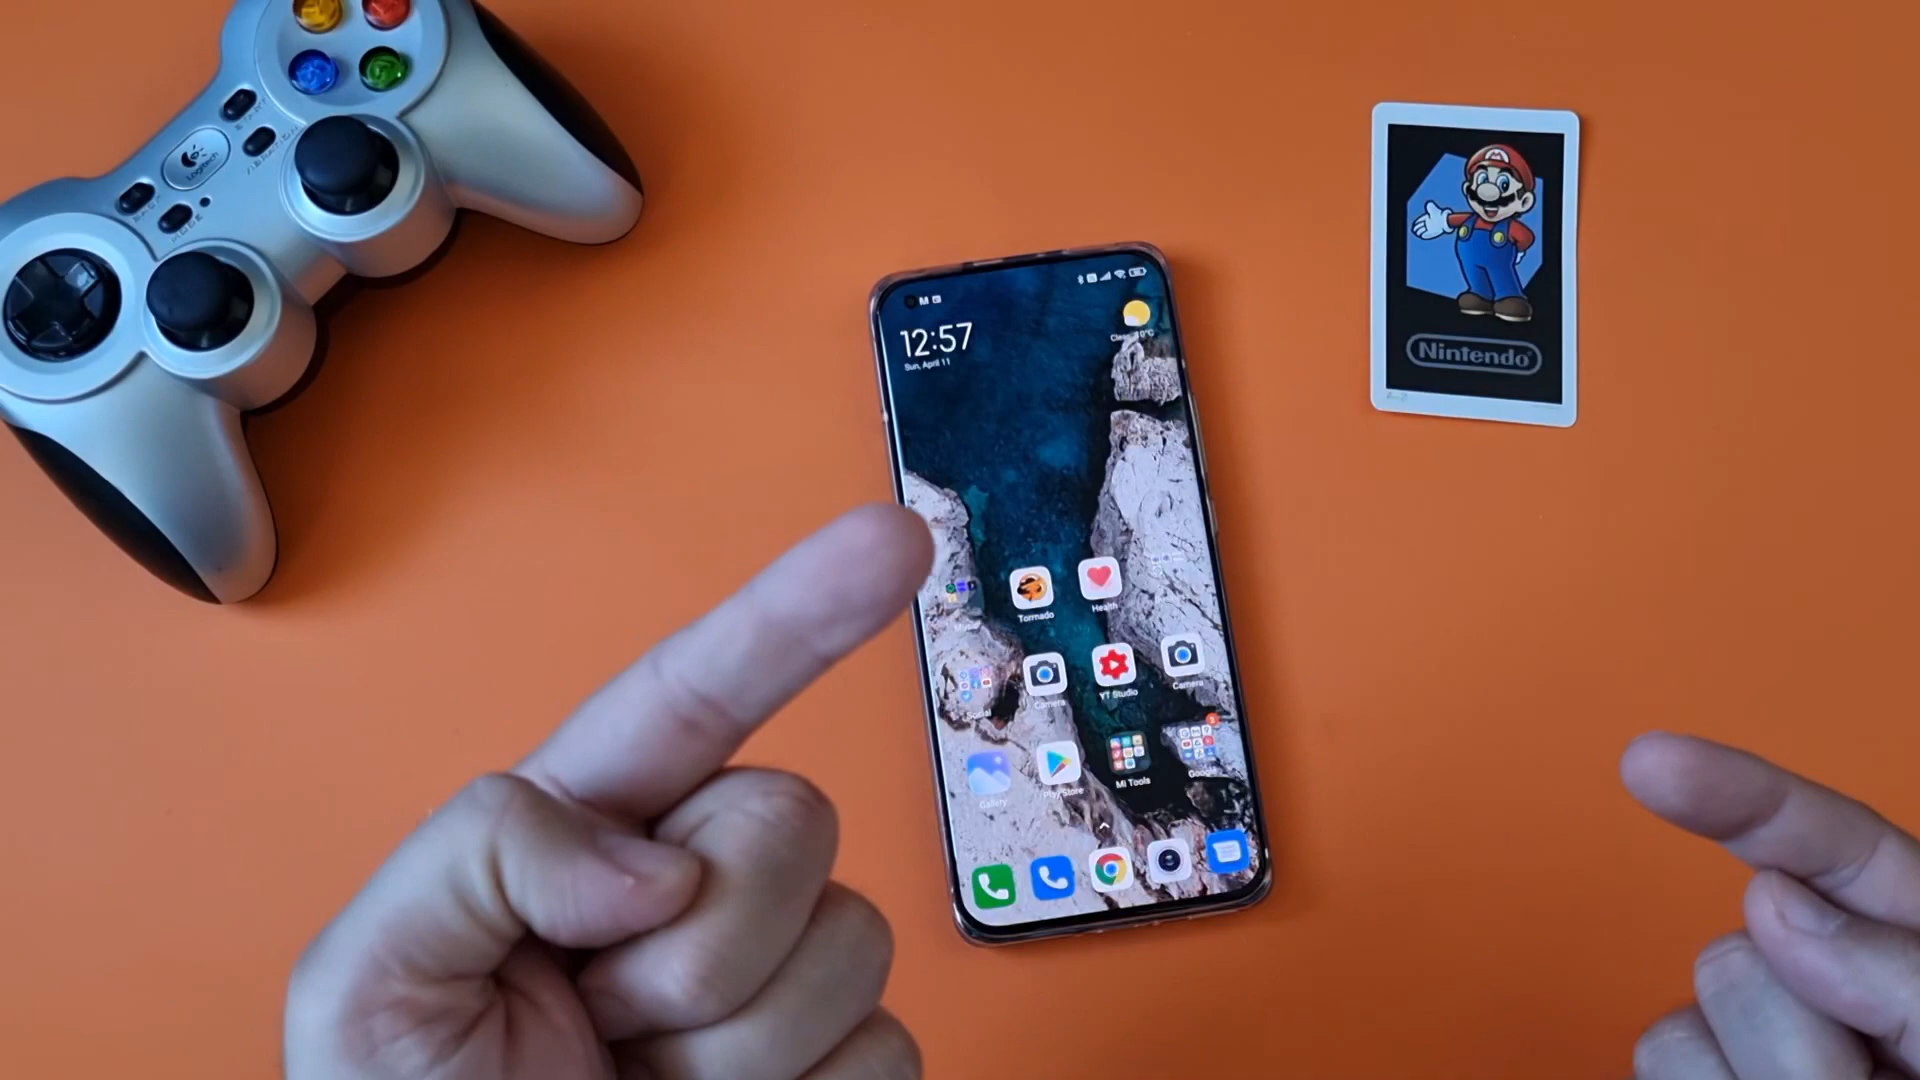 Logitech
M
12:57
Sun, April 11
Nintendo
Tornado
Health
Social
Camera
YT Studio
Camera
Gallery
Play Store
Mi Tools
Google